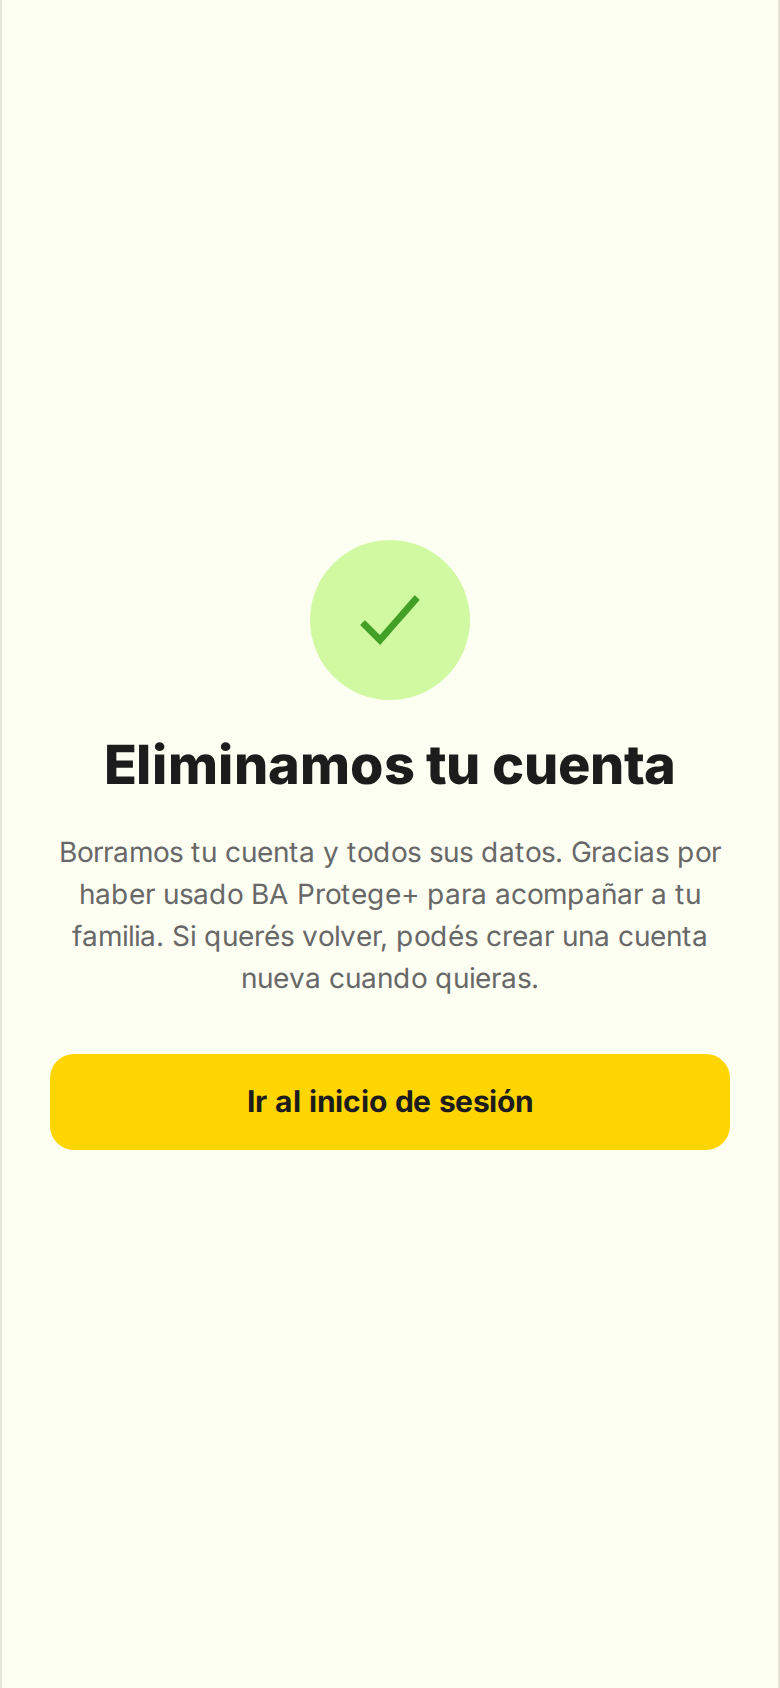 Eliminamos tu cuenta
Borramos tu cuenta y todos sus datos. Gracias por
haber usado BA Protege+ para acompañar a tu
familia. Si querés volver, podés crear una cuenta
nueva cuando quieras.
Ir al inicio de sesión